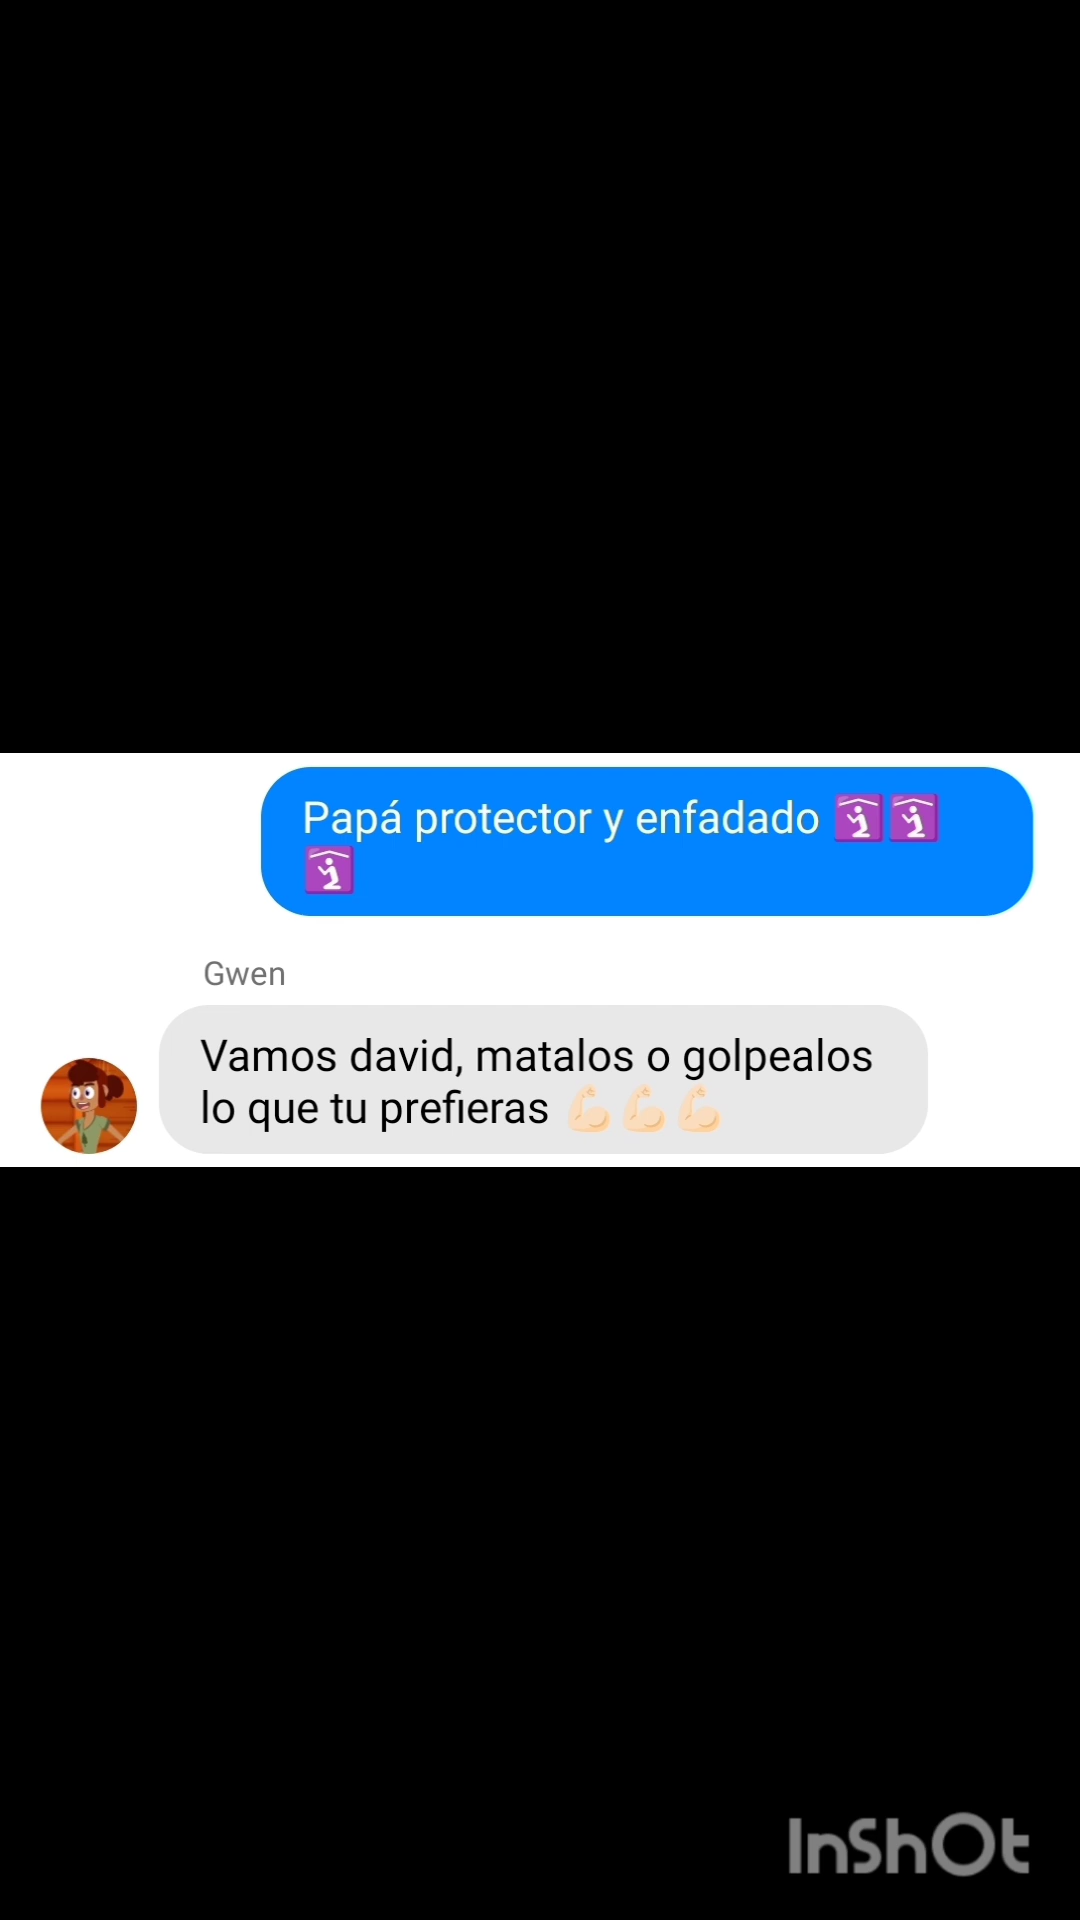 Papá protector y enfadado 🛐🛐
🛐
Gwen
Vamos david, matalos o golpealos
lo que tu prefieras 💪🏻💪🏻💪🏻
InShOt